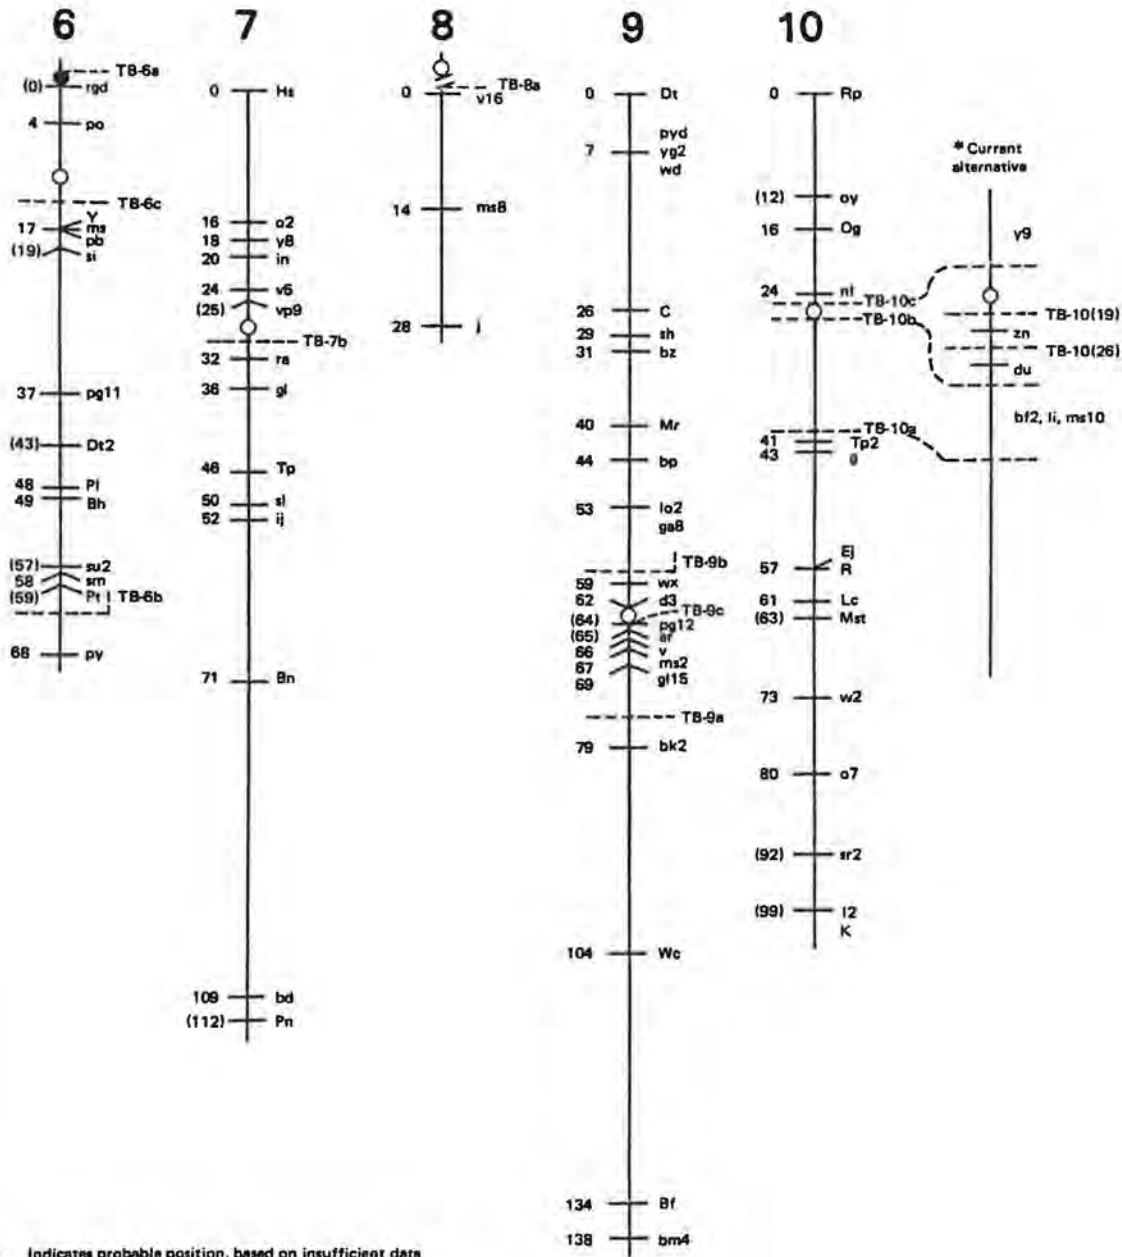 6 7 8 9 10
TB-6a
(0) rgd
4 po
TB-6c
Y
17 ms
pb
(19) si
37 pg11
(43) Dt2
48 Pl
49 Bh
(57) su2
58 sm
(59) Pt TB-6b
68 py
0 Hs
16 o2
18 y8
20 in
24 v6
(25) vp9
TB-7b
32 ra
36 gl
46 Tp
50 sl
52 ij
71 Bn
109 bd
(112) Pn
TB-8a
0 v16
14 ms8
28 j
0 Dt
pyd
7 yg2
wd
26 C
29 sh
31 bz
40 Mr
44 bp
53 lo2
ga8
TB-9b
59 wx
62 d3
TB-9c
(64) pg12
(65) ar
66 v
67 ms2
69 gl15
TB-9a
79 bk2
104 Wc
134 Bf
138 bm4
0 Rp
(12) oy
16 Og
24 nl
TB-10c
TB-10b
TB-10a
41 Tp2
43 g
Ej
57 R
61 Lc
(63) Mst
73 w2
80 o7
(92) sr2
(99) l2
K
* Current
alternative
y9
TB-10(19)
zn
TB-10(26)
du
bf2, li, ms10
Indicates probable position, based on insufficient data